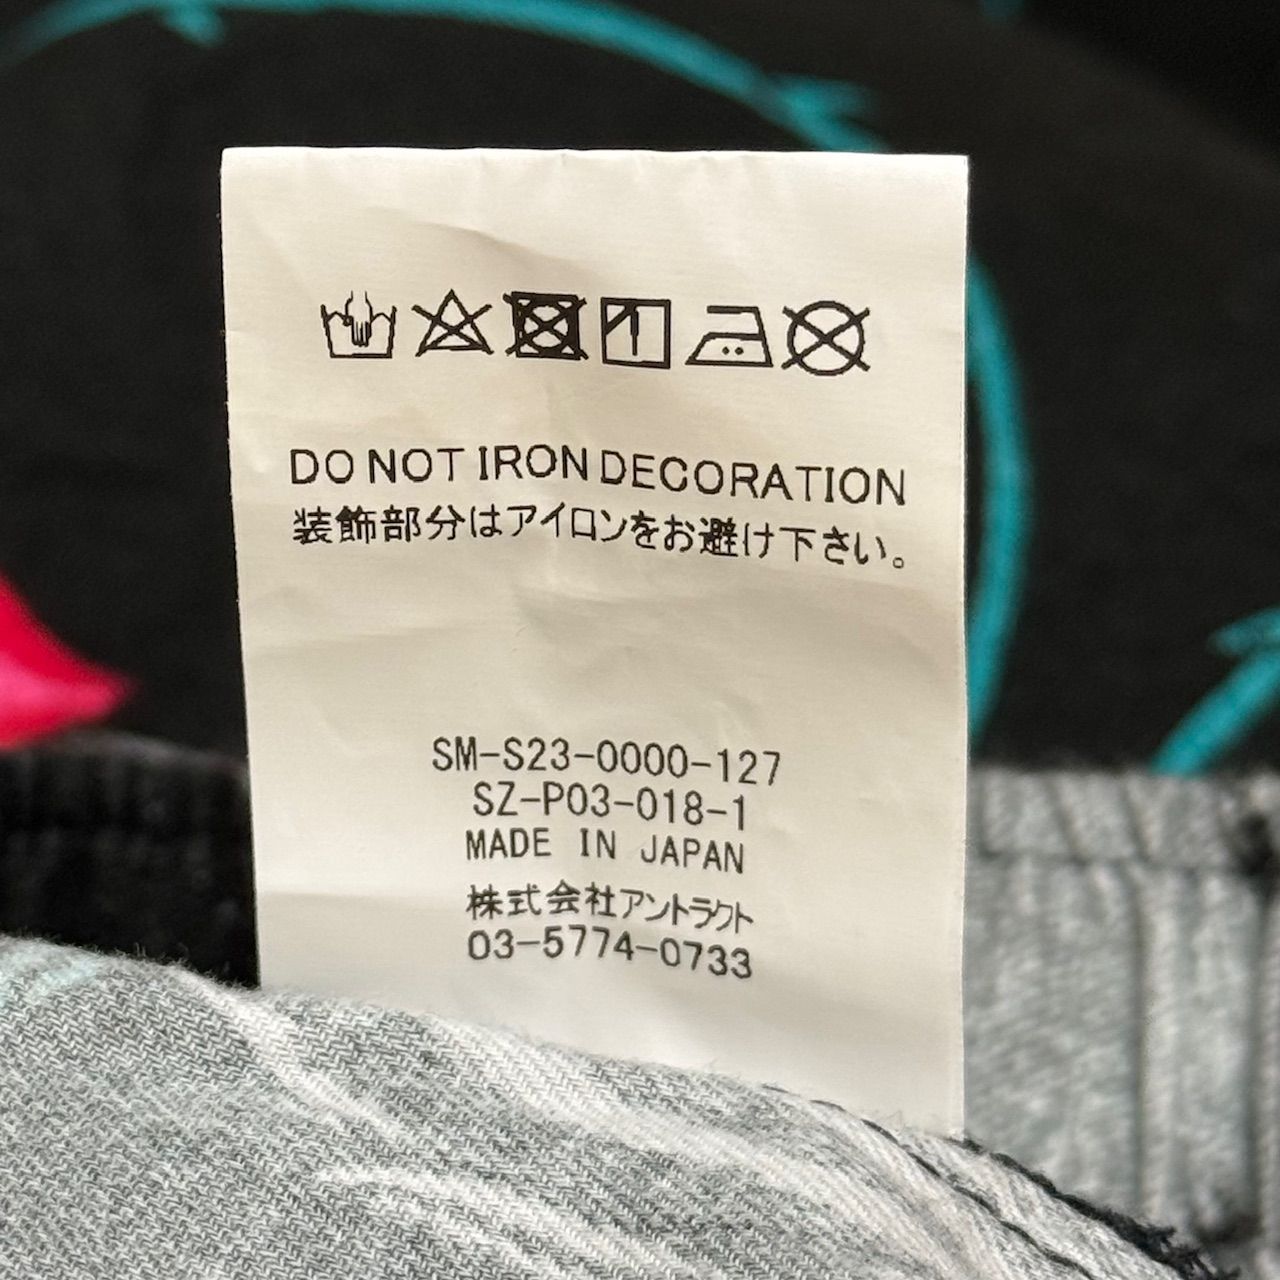 DO NOT IRON DECORATION
装飾部分はアイロンをお避け下さい。
SM-S23-0000-127
SZ-P03-018-1
MADE IN JAPAN
株式会社アントラクト
03-5774-0733